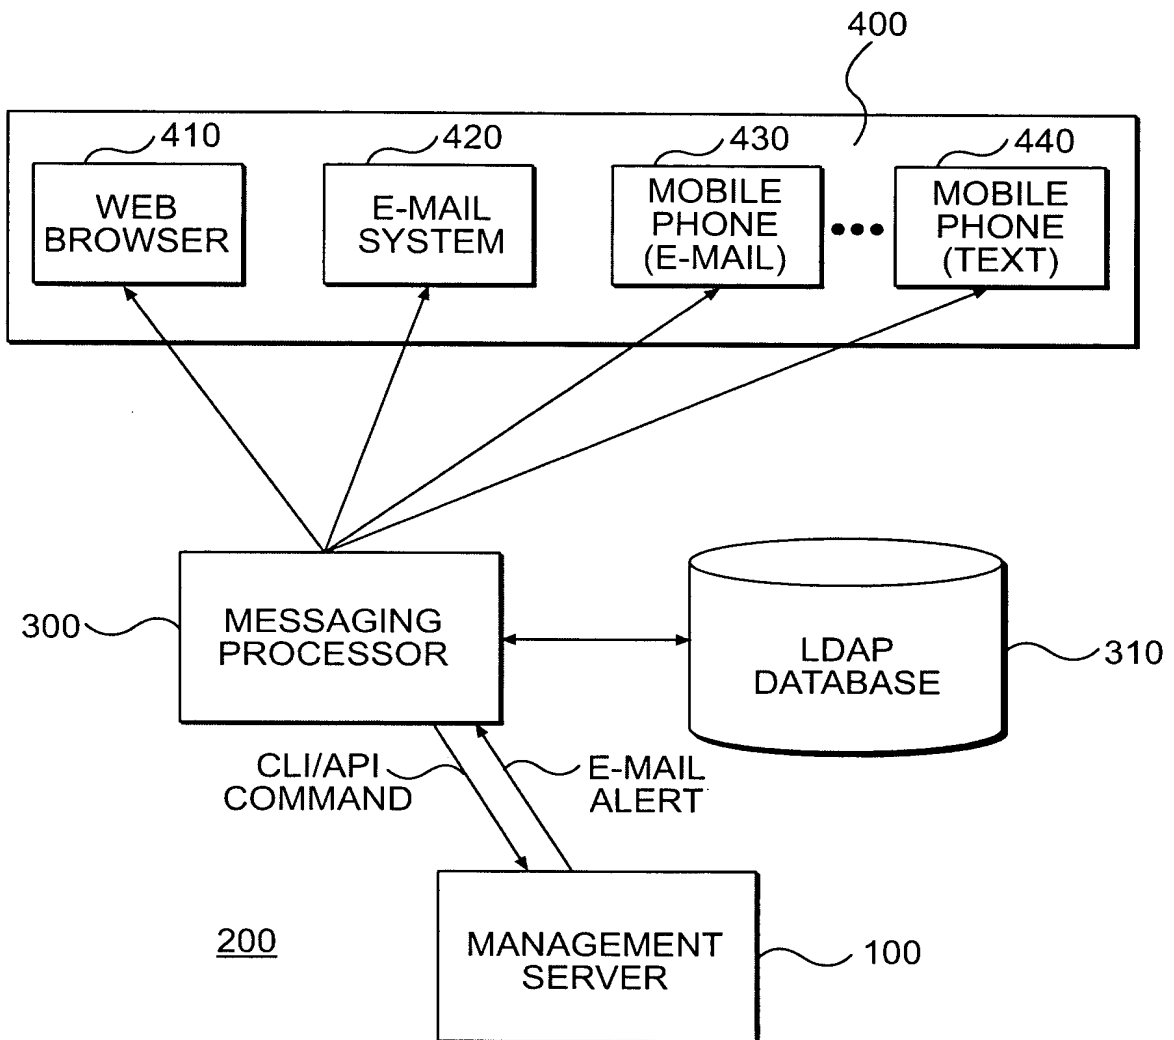 400
410
420
430
440
WEB
BROWSER
E-MAIL
SYSTEM
MOBILE
PHONE
(E-MAIL)
MOBILE
PHONE
(TEXT)
300
MESSAGING
PROCESSOR
LDAP
DATABASE
310
CLI/API
COMMAND
E-MAIL
ALERT
200
MANAGEMENT
SERVER
100